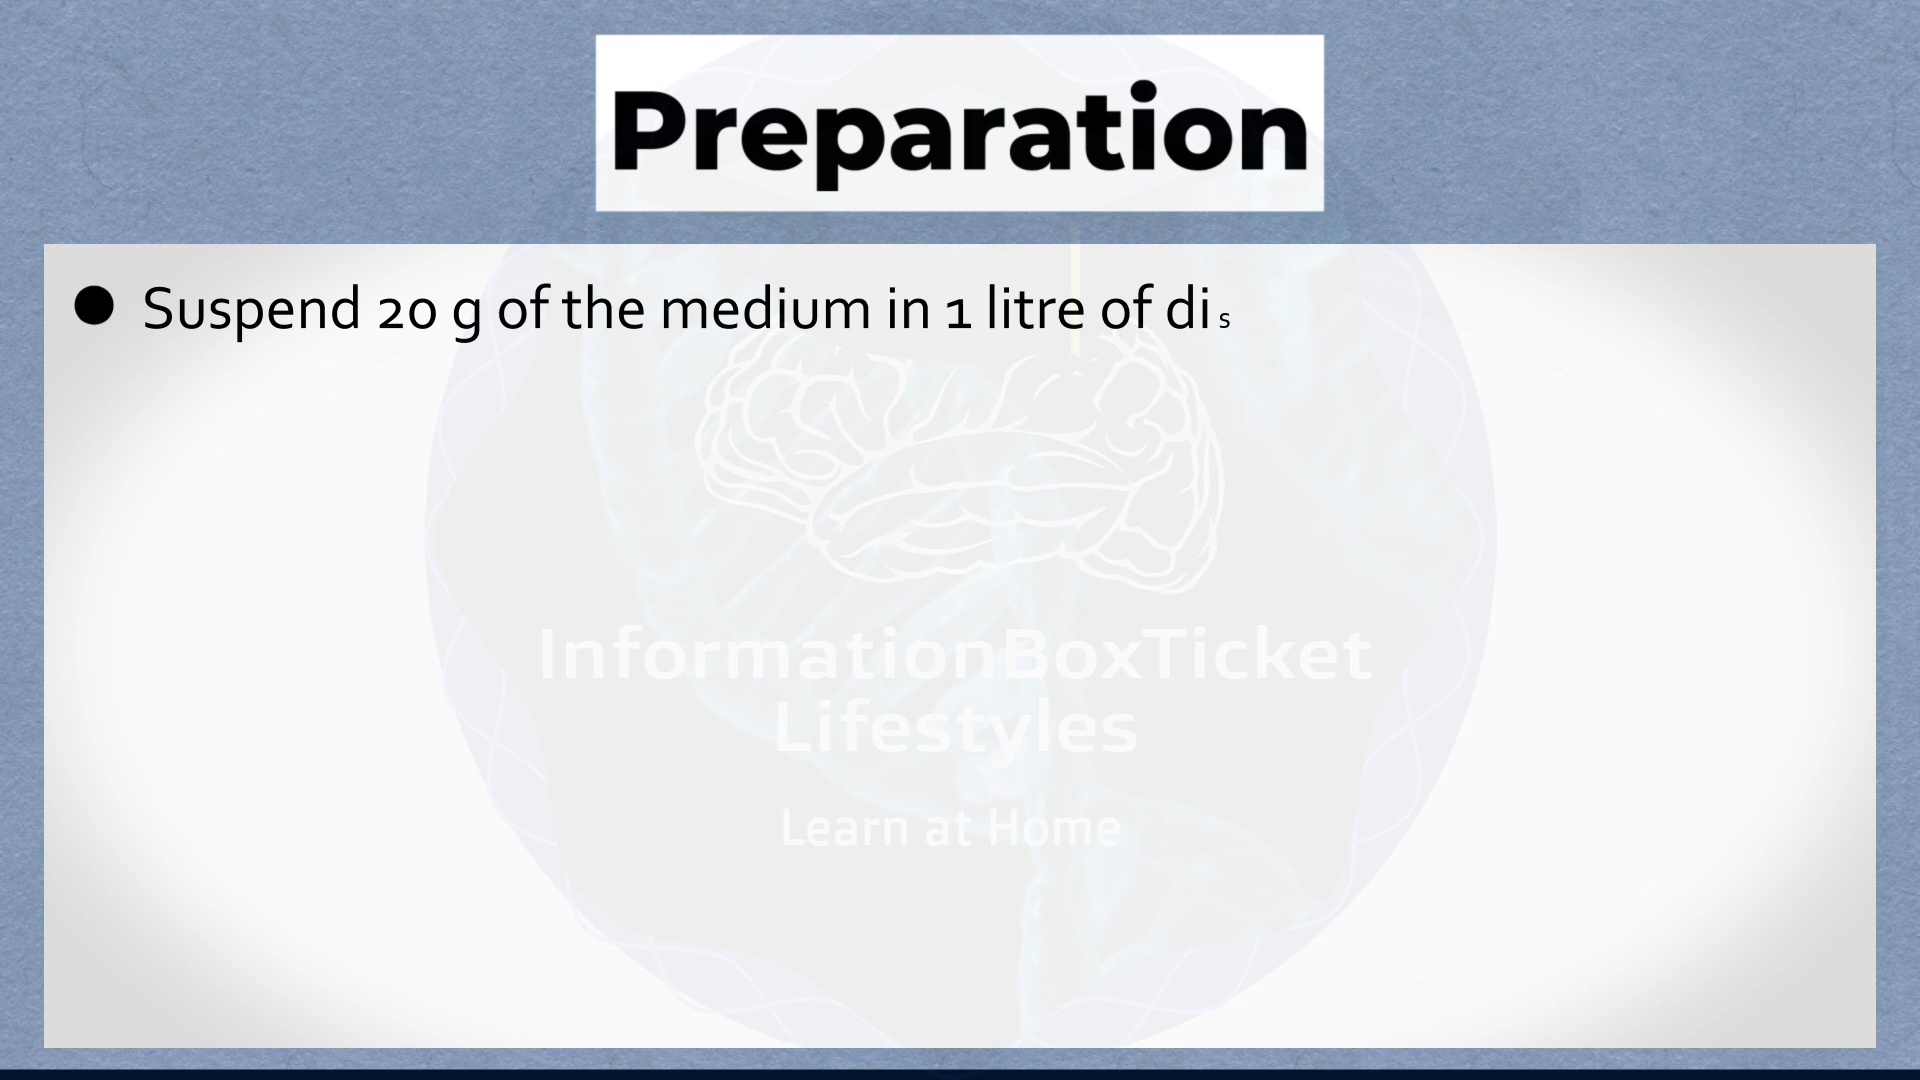 Preparation
● Suspend 20 g of the medium in 1 litre of dis
InformationBoxTicket
Lifestyles
Learn at Home